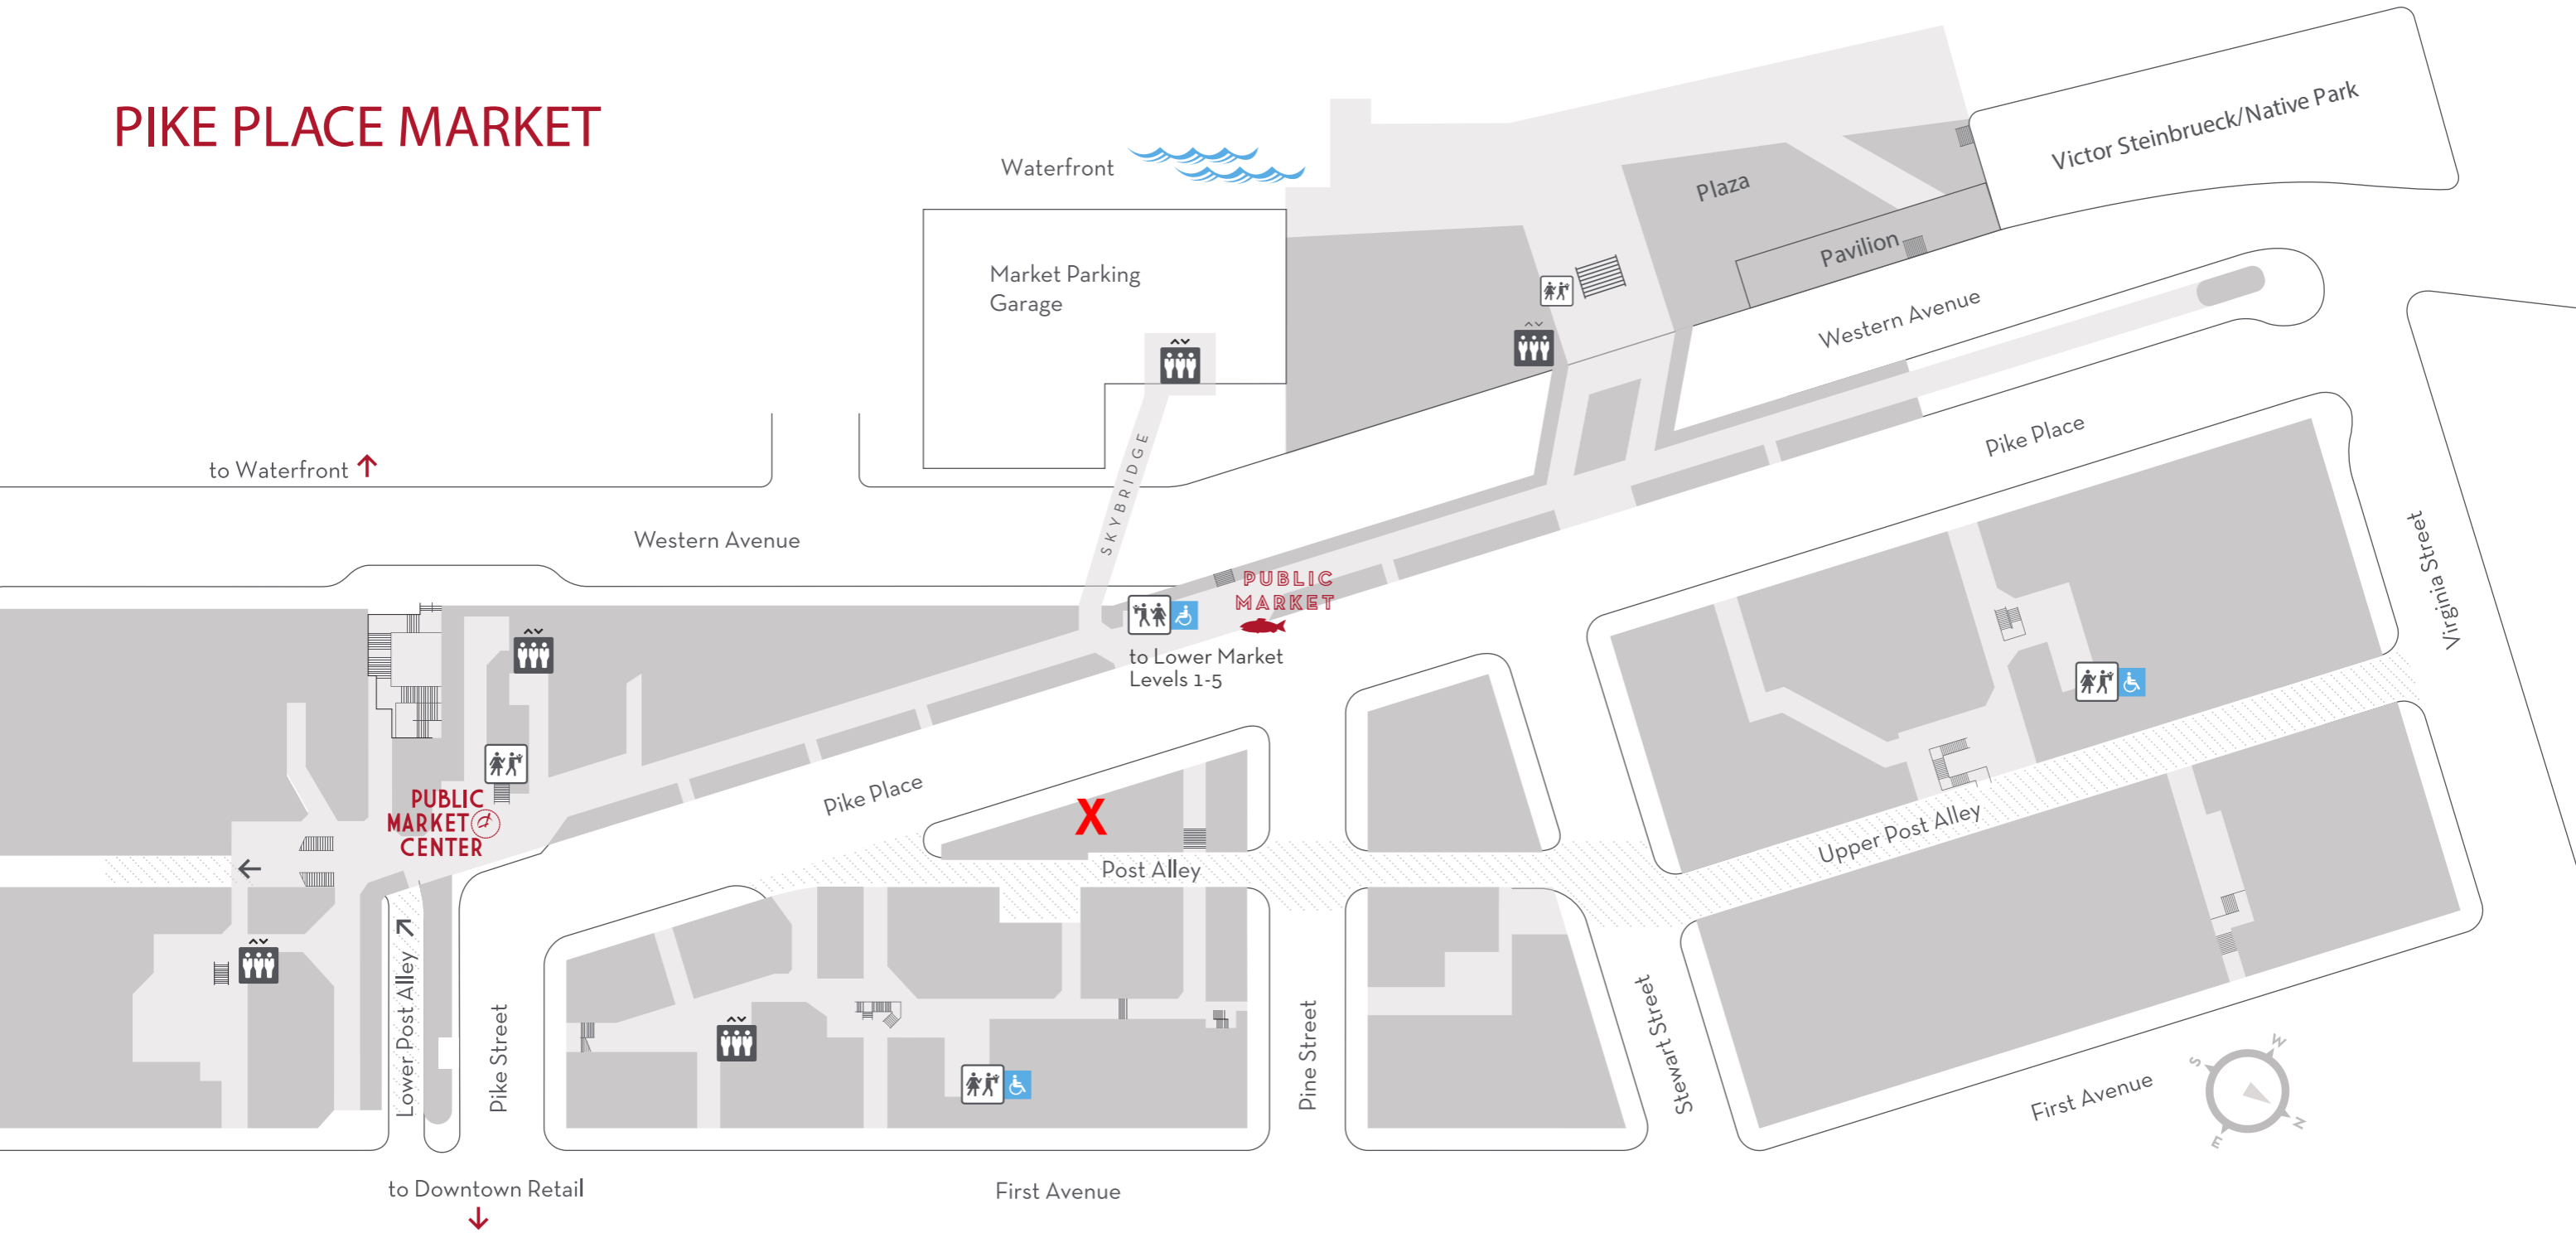 PIKE PLACE MARKET
Victor Steinbrueck/Native Park
Waterfront
Plaza
Pavilion
Market Parking
Garage
Western Avenue
Pike Place
to Waterfront
SKYBRIDGE
Western Avenue
Virginia Street
PUBLIC
MARKET
to Lower Market
Levels 1-5
PUBLIC
MARKET
CENTER
Pike Place
X
Post Alley
Upper Post Alley
Lower Post Alley
Pike Street
Pine Street
Stewart Street
First Avenue
S
W
E
N
to Downtown Retail
First Avenue